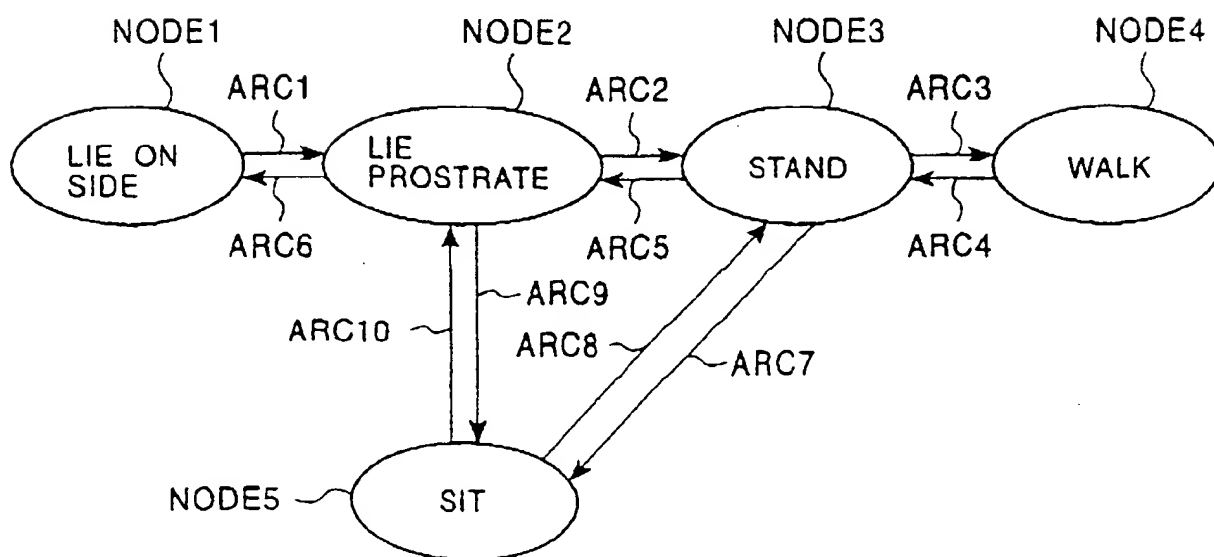 NODE1
NODE2
NODE3
NODE4
ARC1
ARC2
ARC3
LIE ON
SIDE
LIE
PROSTRATE
STAND
WALK
ARC6
ARC5
ARC4
ARC9
ARC10
ARC8
ARC7
NODE5
SIT